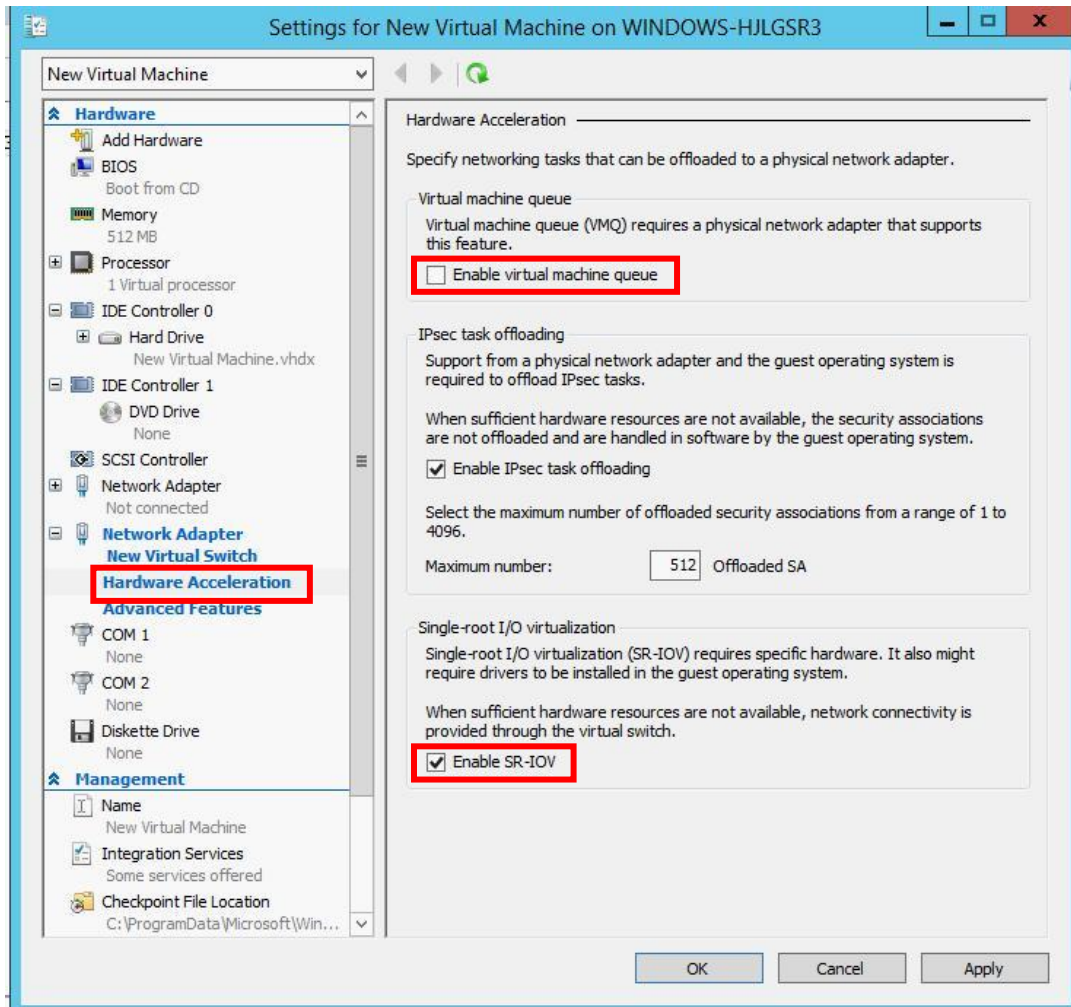 Settings for New Virtual Machine on WINDOWS-HJLGSR3
New Virtual Machine
Hardware
Add Hardware
BIOS
Boot from CD
Memory
512 MB
Processor
1 Virtual processor
IDE Controller 0
Hard Drive
New Virtual Machine.vhdx
IDE Controller 1
DVD Drive
None
SCSI Controller
Network Adapter
Not connected
Network Adapter
New Virtual Switch
Hardware Acceleration
Advanced Features
COM 1
None
COM 2
None
Diskette Drive
None
Management
Name
New Virtual Machine
Integration Services
Some services offered
Checkpoint File Location
C:\ProgramData\Microsoft\Win...
Hardware Acceleration
Specify networking tasks that can be offloaded to a physical network adapter.
Virtual machine queue
Virtual machine queue (VMQ) requires a physical network adapter that supports
this feature.
Enable virtual machine queue
IPsec task offloading
Support from a physical network adapter and the guest operating system is
required to offload IPsec tasks.
When sufficient hardware resources are not available, the security associations
are not offloaded and are handled in software by the guest operating system.
Enable IPsec task offloading
Select the maximum number of offloaded security associations from a range of 1 to
4096.
Maximum number: 512 Offloaded SA
Single-root I/O virtualization
Single-root I/O virtualization (SR-IOV) requires specific hardware. It also might
require drivers to be installed in the guest operating system.
When sufficient hardware resources are not available, network connectivity is
provided through the virtual switch.
Enable SR-IOV
OK Cancel Apply